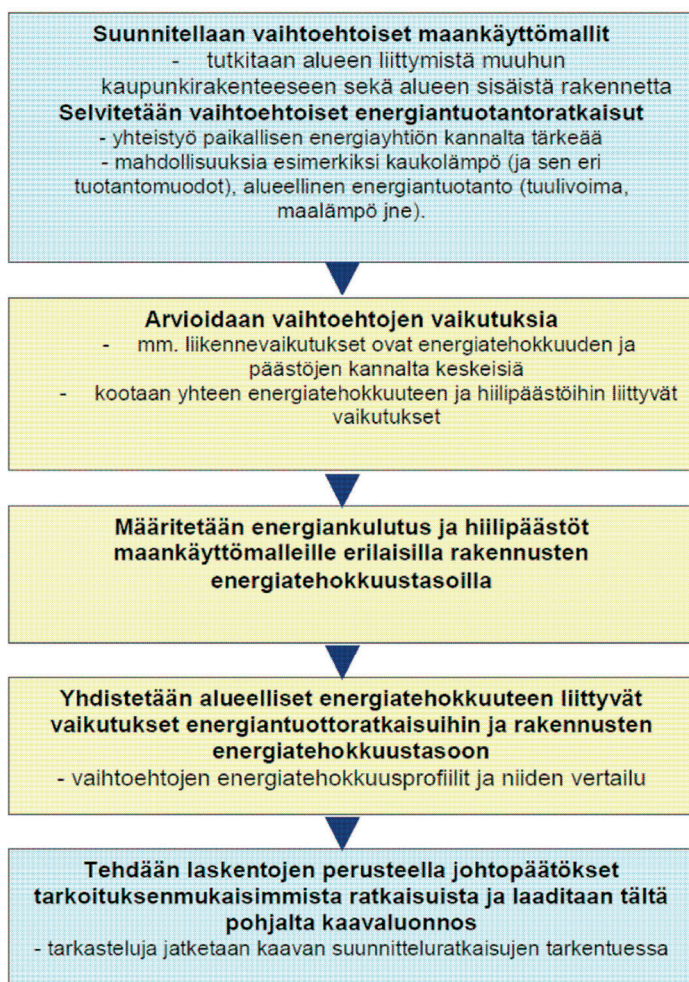 Suunnitellaan vaihtoehtoiset maankäyttömallit
- tutkitaan alueen liittymistä muuhun
kaupunkirakenteeseen sekä alueen sisäistä rakennetta
Selvitetään vaihtoehtoiset energiantuotantoratkaisut
- yhteistyö paikallisen energiayhtiön kannalta tärkeää
- mahdollisuuksia esimerkiksi kaukolämpö (ja sen eri
tuotantomuodot), alueellinen energiantuotanto (tuulivoima,
maalämpö jne).
Arvioidaan vaihtoehtojen vaikutuksia
- mm. liikennevaikutukset ovat energiatehokkuuden ja
päästöjen kannalta keskeisiä
- kootaan yhteen energiatehokkuuteen ja hiilipäästöihin liittyvät
vaikutukset
Määritetään energiankulutus ja hiilipäästöt
maankäyttömalleille erilaisilla rakennusten
energiatehokkuustasoilla
Yhdistetään alueelliset energiatehokkuuteen liittyvät
vaikutukset energiantuottoratkaisuihin ja rakennusten
energiatehokkuustasoon
- vaihtoehtojen energiatehokkuusprofiilit ja niiden vertailu
Tehdään laskentojen perusteella johtopäätökset
tarkoituksenmukaisimmista ratkaisuista ja laaditaan tältä
pohjalta kaavaluonnos
- tarkasteluja jatketaan kaavan suunnitteluratkaisujen tarkentuessa